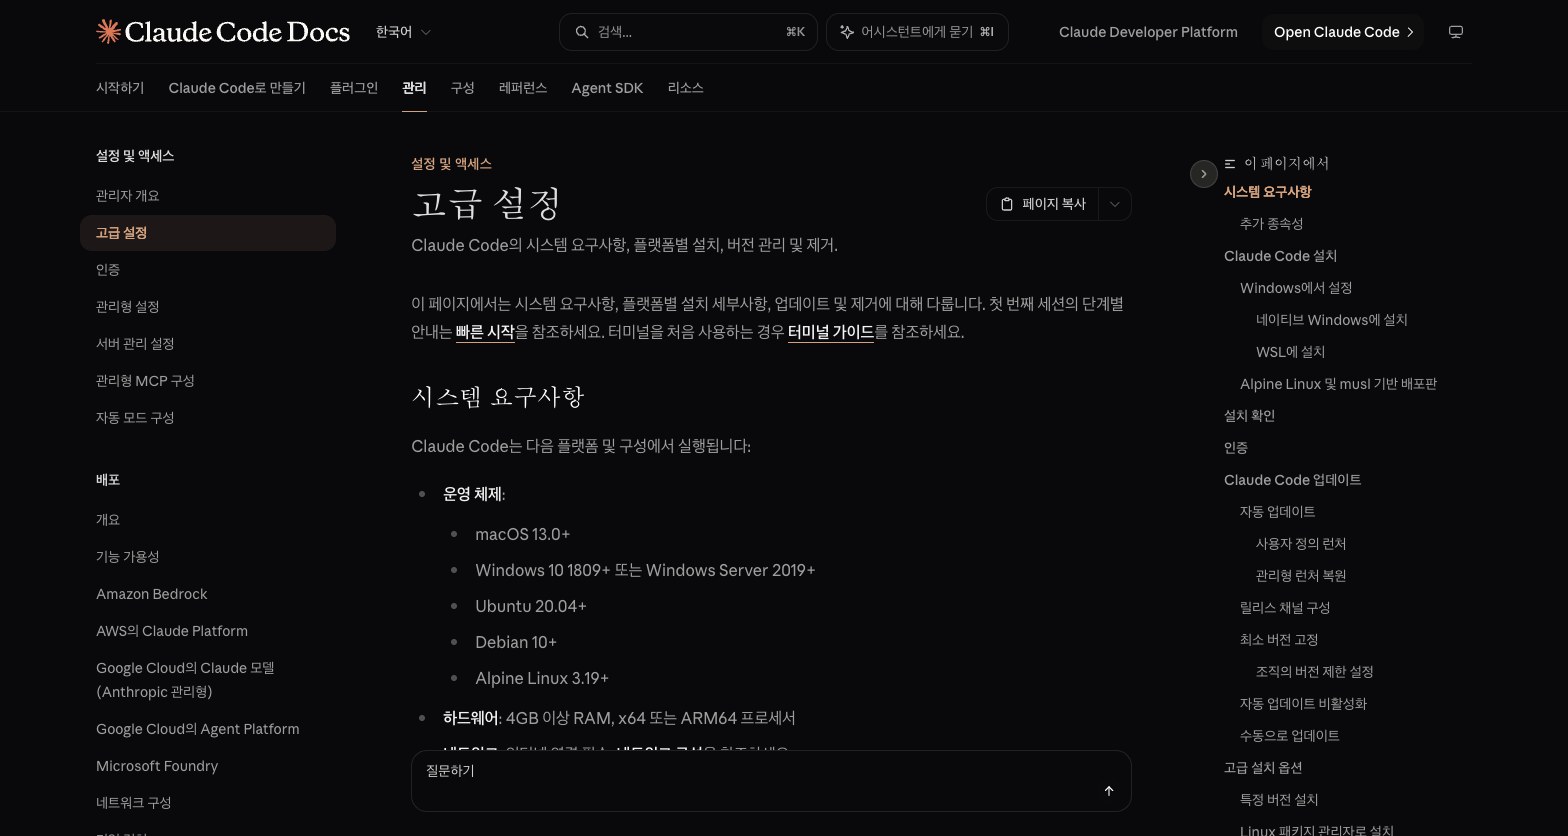 Claude Code Docs
한국어
검색...
⌘K
어시스턴트에게 묻기 ⌘I
Claude Developer Platform
Open Claude Code
시작하기
Claude Code로 만들기
플러그인
관리
구성
레퍼런스
Agent SDK
리소스
설정 및 액세스
관리자 개요
고급 설정
인증
관리형 설정
서버 관리 설정
관리형 MCP 구성
자동 모드 구성
배포
개요
기능 가용성
Amazon Bedrock
AWS의 Claude Platform
Google Cloud의 Claude 모델
(Anthropic 관리형)
Google Cloud의 Agent Platform
Microsoft Foundry
네트워크 구성
설정 및 액세스
고급 설정
페이지 복사
Claude Code의 시스템 요구사항, 플랫폼별 설치, 버전 관리 및 제거.
이 페이지에서는 시스템 요구사항, 플랫폼별 설치 세부사항, 업데이트 및 제거에 대해 다룹니다. 첫 번째 세션의 단계별
안내는 빠른 시작을 참조하세요. 터미널을 처음 사용하는 경우 터미널 가이드를 참조하세요.
시스템 요구사항
Claude Code는 다음 플랫폼 및 구성에서 실행됩니다:
운영 체제:
macOS 13.0+
Windows 10 1809+ 또는 Windows Server 2019+
Ubuntu 20.04+
Debian 10+
Alpine Linux 3.19+
하드웨어: 4GB 이상 RAM, x64 또는 ARM64 프로세서
질문하기
이 페이지에서
시스템 요구사항
추가 종속성
Claude Code 설치
Windows에서 설정
네이티브 Windows에 설치
WSL에 설치
Alpine Linux 및 musl 기반 배포판
설치 확인
인증
Claude Code 업데이트
자동 업데이트
사용자 정의 런처
관리형 런처 복원
릴리스 채널 구성
최소 버전 고정
조직의 버전 제한 설정
자동 업데이트 비활성화
수동으로 업데이트
고급 설치 옵션
특정 버전 설치
Linux 패키지 관리자로 설치